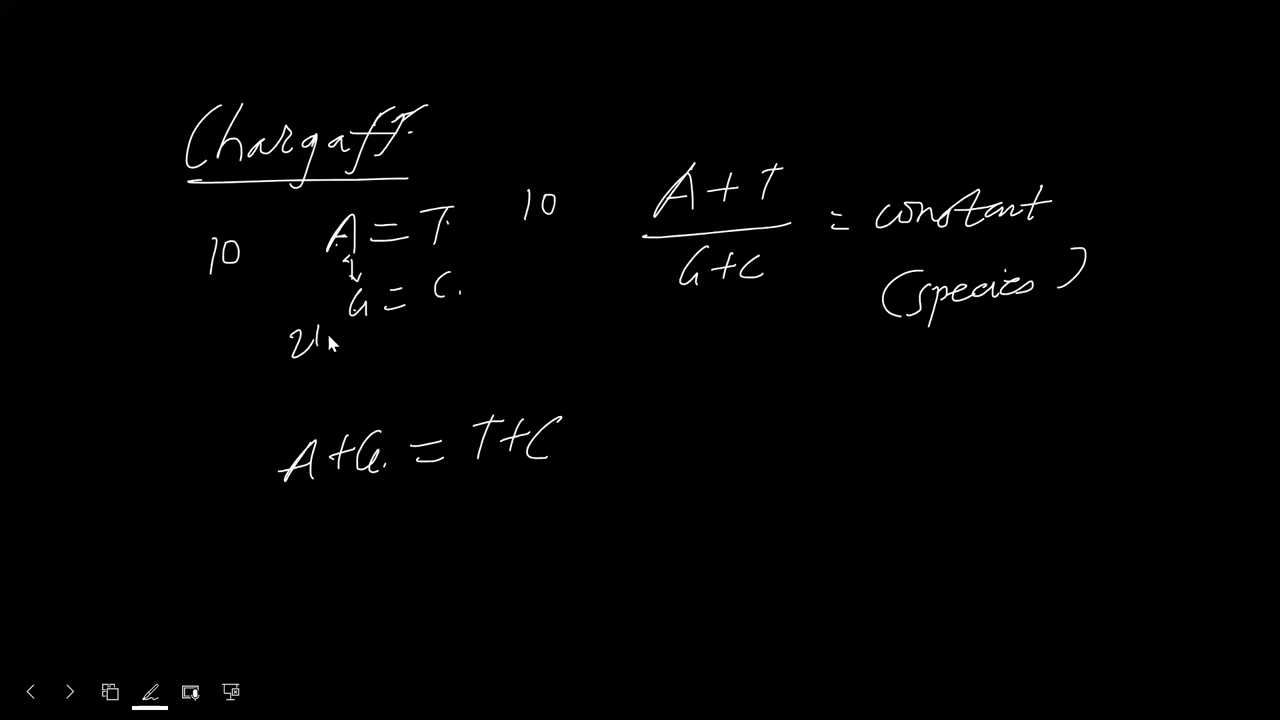 Chargaff
A = T.
10
10
G = C.
A + T
G + C
= constant
(species)
A + G. = T + C